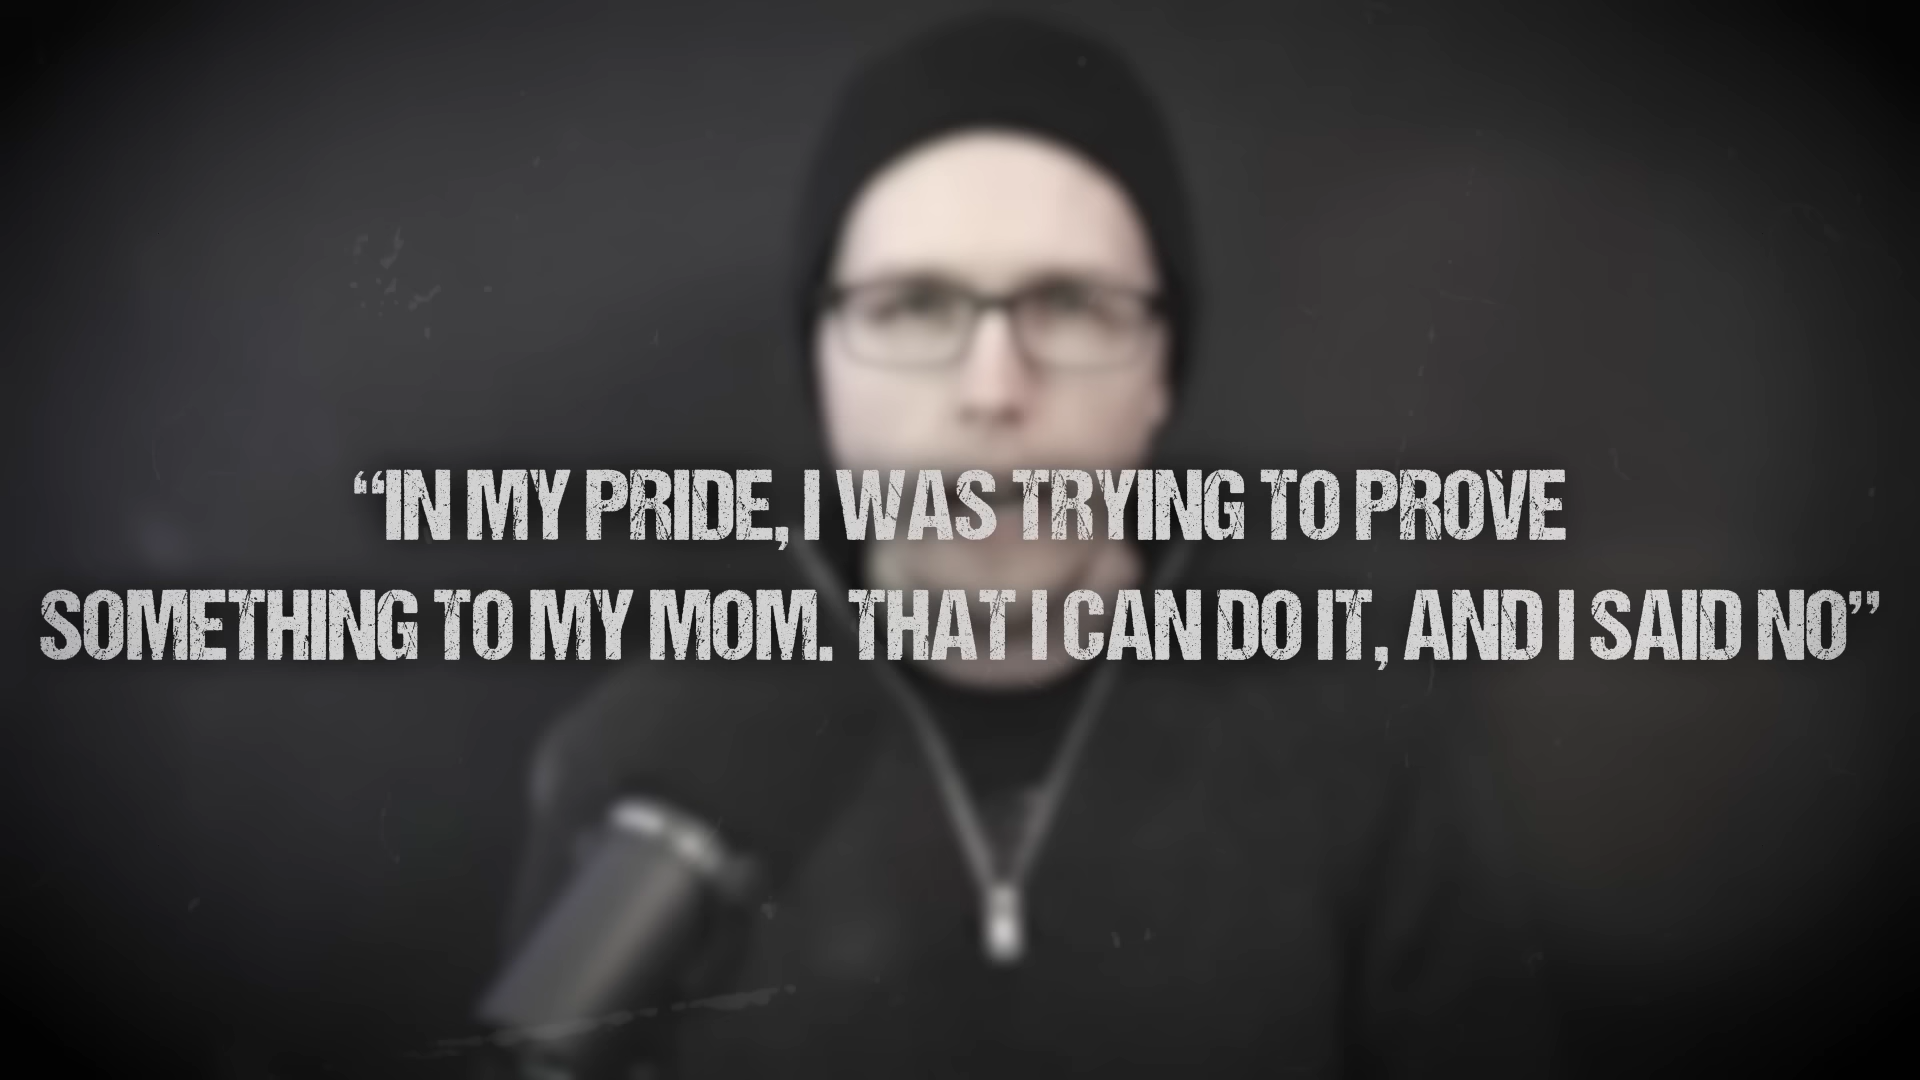 “IN MY PRIDE, I WAS TRYING TO PROVE
SOMETHING TO MY MOM. THAT I CAN DO IT, AND I SAID NO”